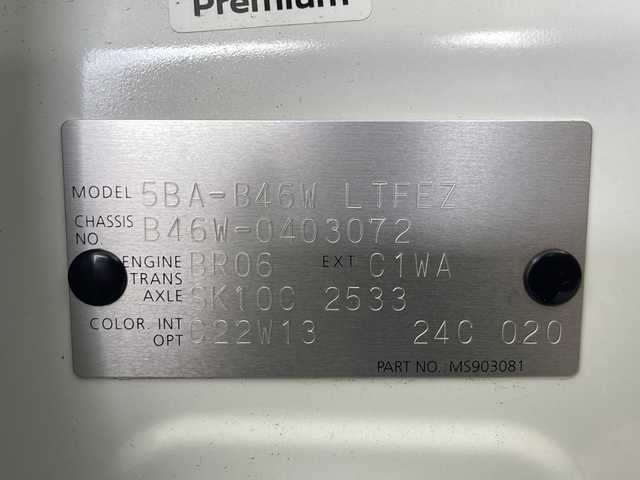 Premium
MODEL 5BA-B46W LTFEZ
CHASSIS NO. B46W-0403072
ENGINE BR06 EXT C1WA
TRANS AXLE SK10C 2533
COLOR. INT OPT C22W13 24C 020
PART NO. MS903081